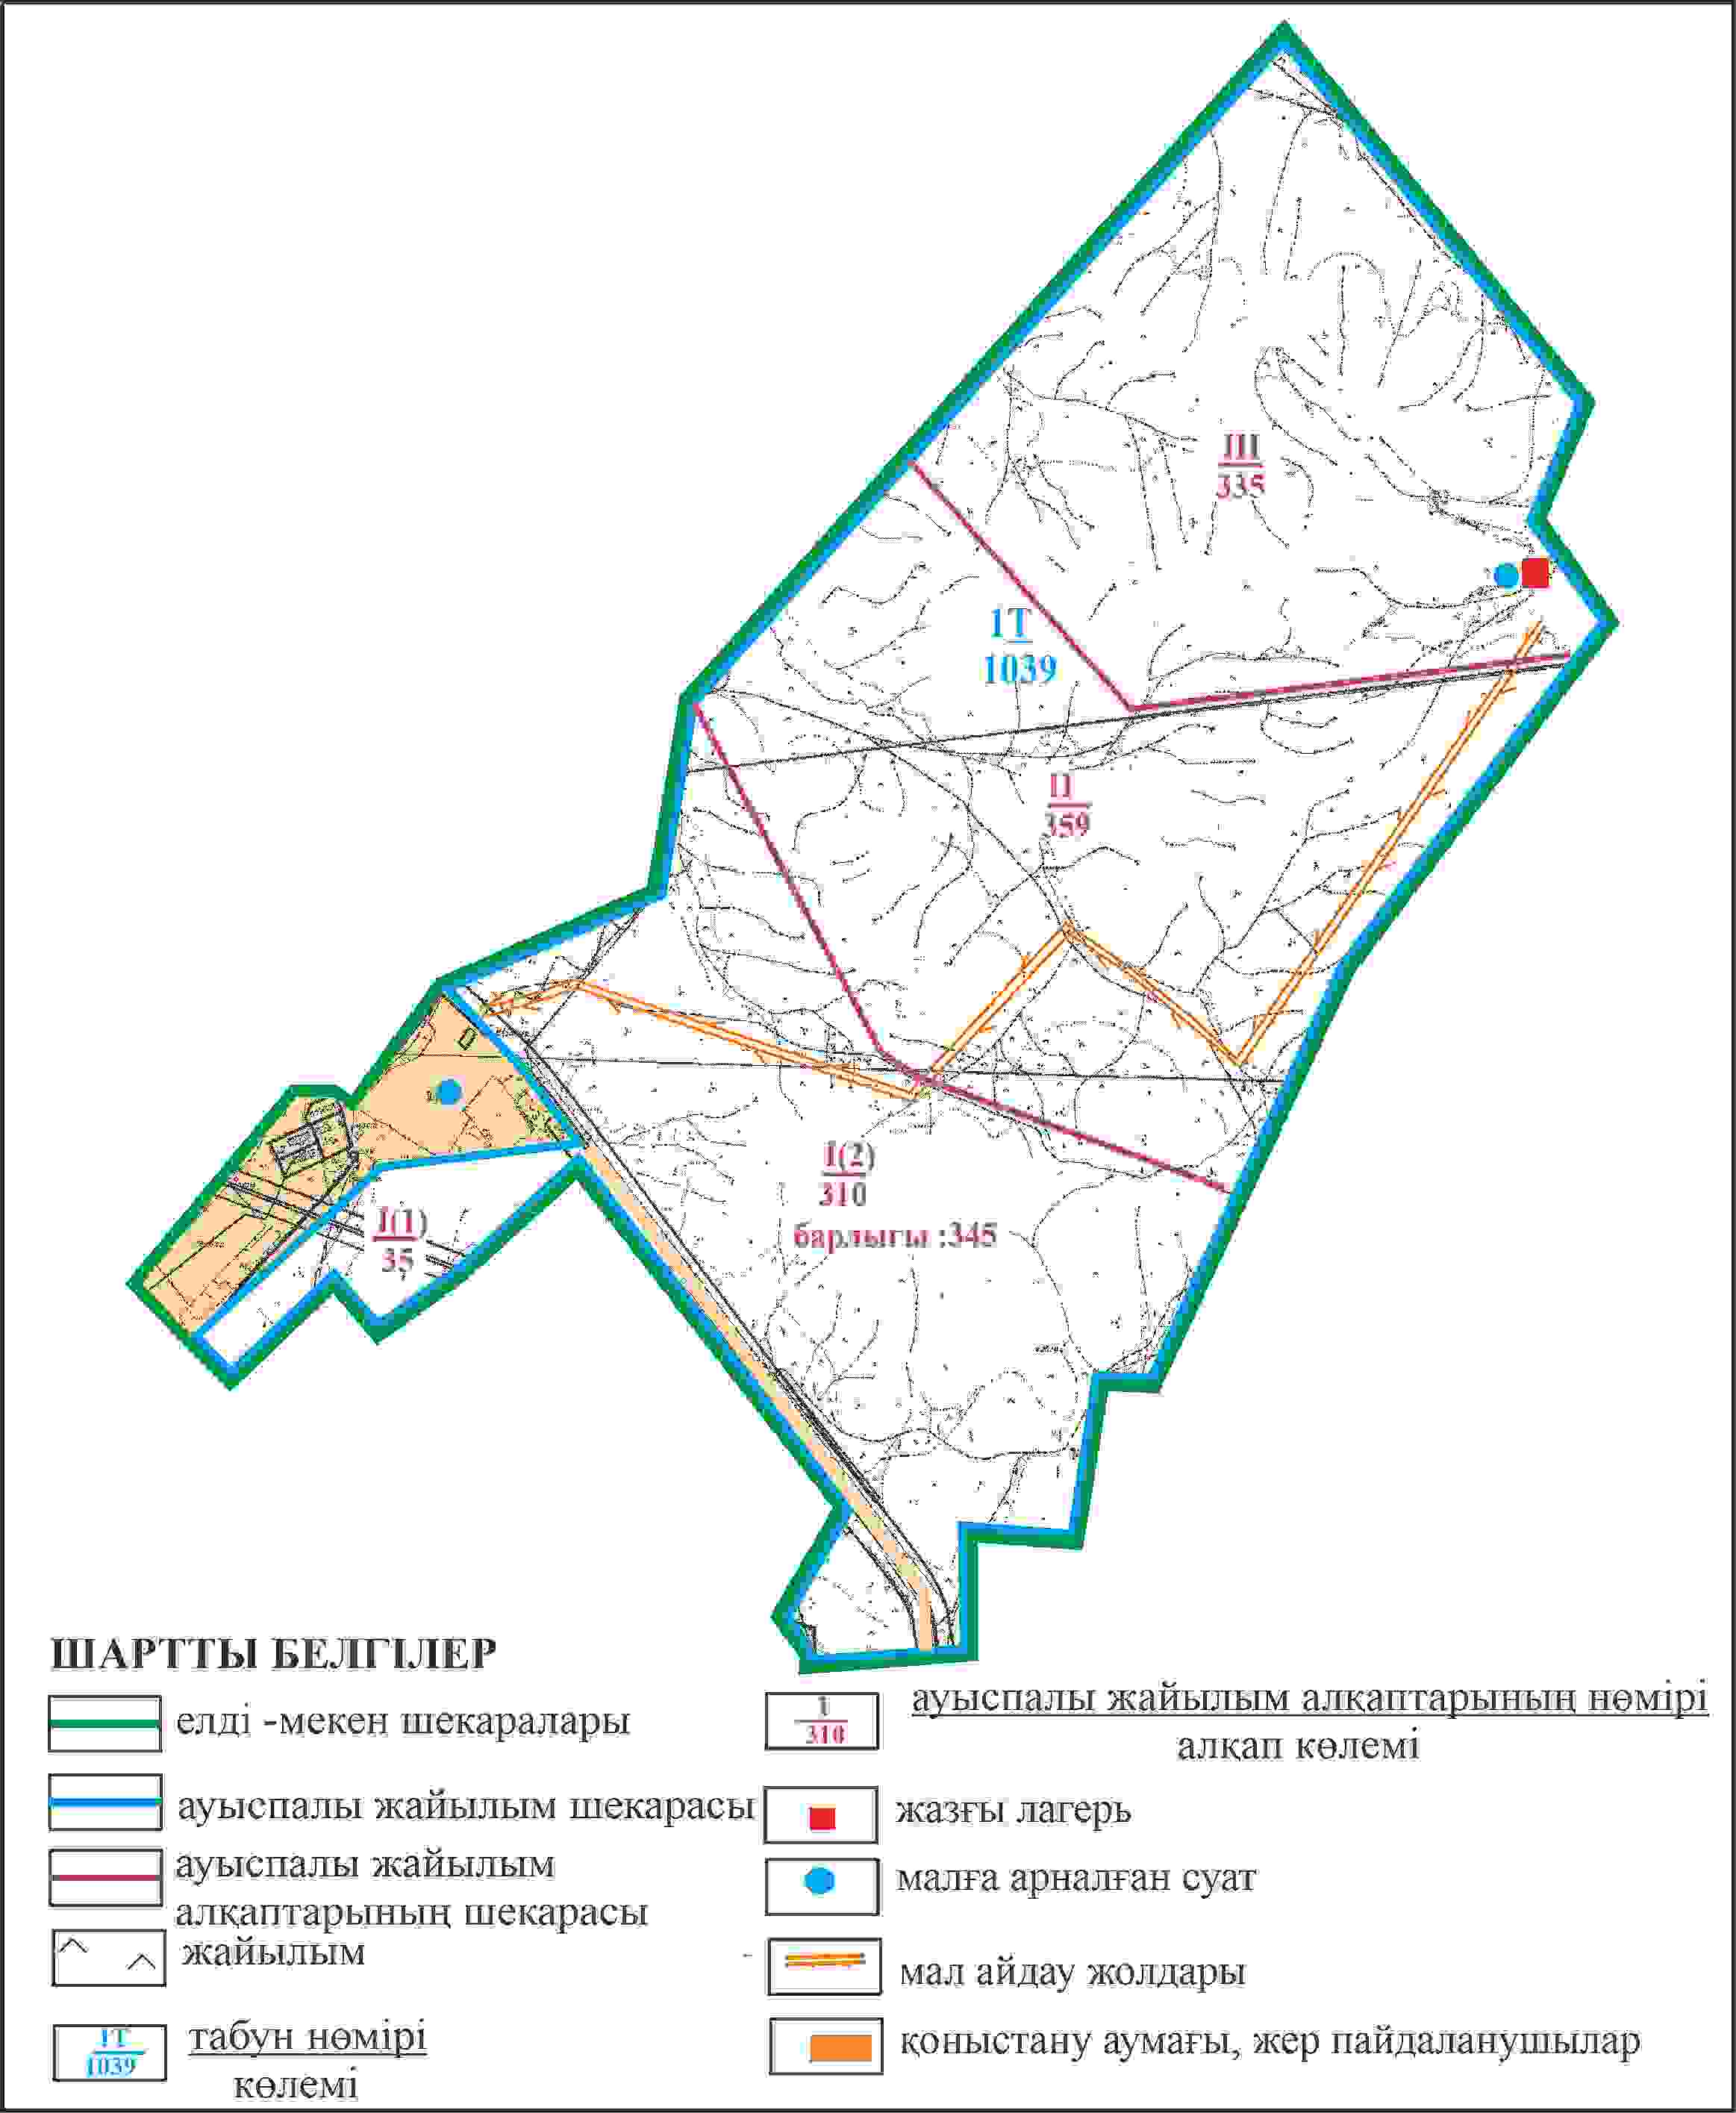 III
335
1Т
1039
II
359
I(2)
310
барлығы :345
I(1)
35
ШАРТТЫ БЕЛГІЛЕР
елді -мекен шекаралары
ауыспалы жайылым шекарасы
ауыспалы жайылым
алқаптарының шекарасы
жайылым
1Т
1039
табун нөмірі
көлемі
1
310
ауыспалы жайылым алқаптарының нөмірі
алқап көлемі
жазғы лагерь
малға арналған суат
мал айдау жолдары
қоныстану аумағы, жер пайдаланушылар